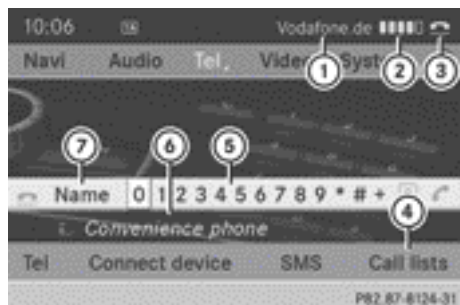 10:06 Vodafone.de
Navi Audio Tel Video System
1 2 3
7 6 5
Name 0 1 2 3 4 5 6 7 8 9 * # +
4
Convenience phone
Tel Connect device SMS Call lists
P82.87-8124-31